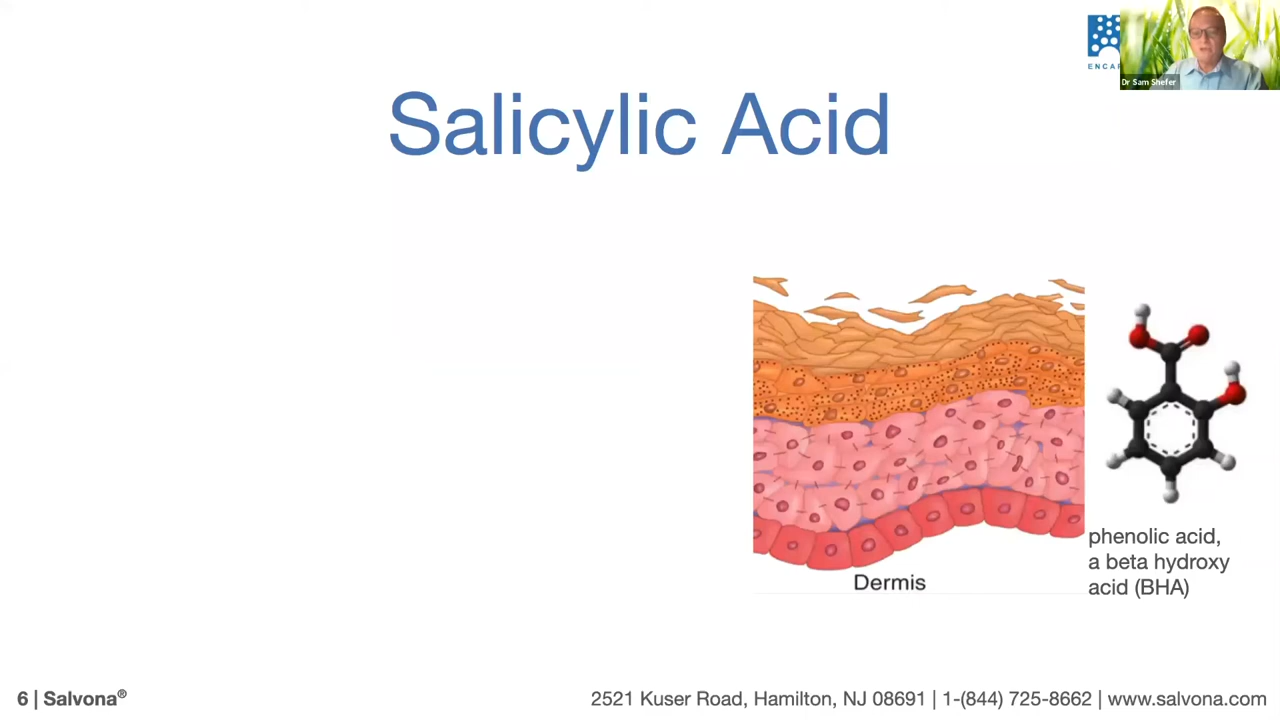 ENCAP
Dr Sam Shefer
Salicylic Acid
Dermis
phenolic acid,
a beta hydroxy
acid (BHA)
6 | Salvona®
2521 Kuser Road, Hamilton, NJ 08691 | 1-(844) 725-8662 | www.salvona.com